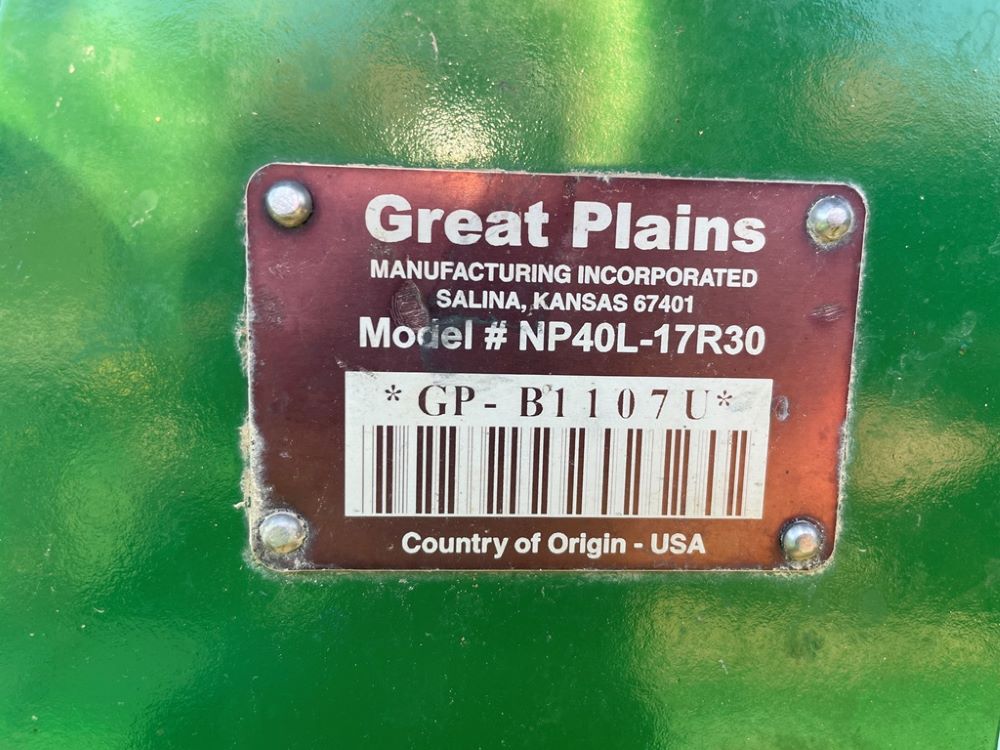 Great Plains
MANUFACTURING INCORPORATED
SALINA, KANSAS 67401
Model # NP40L-17R30
*GP-B1107U*
Country of Origin - USA